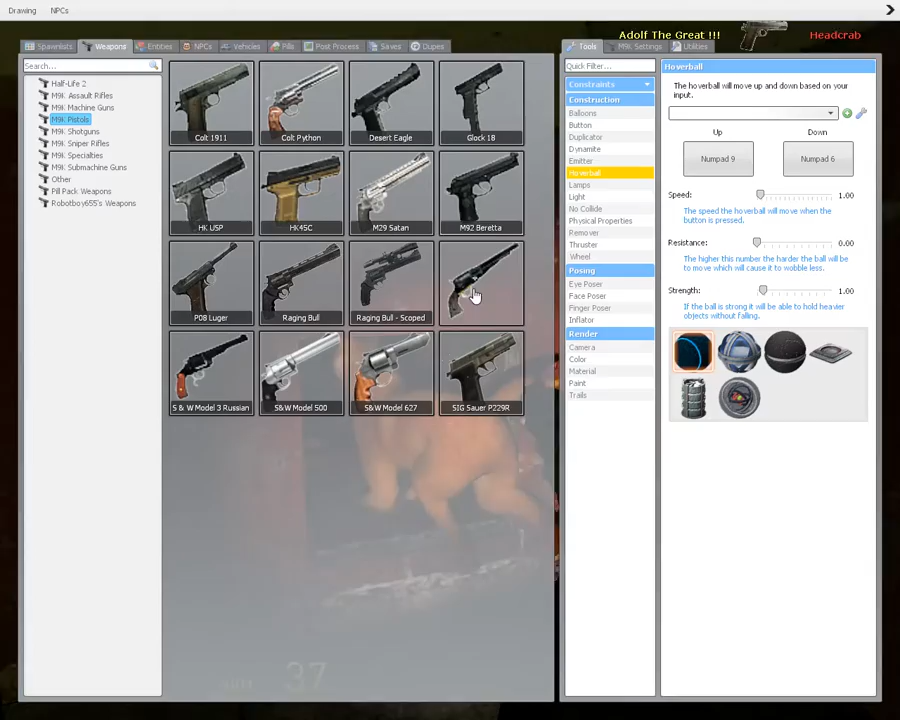 Drawing NPCs
Adolf The Great !!! Headcrab
Spawnlists Weapons Entities NPCs Vehicles Pills Post Process Saves Dupes
Tools M9K Settings Utilities
Search...
Half-Life 2
M9K Assault Rifles
M9K Machine Guns
M9K Pistols
M9K Shotguns
M9K Sniper Rifles
M9K Specialties
M9K Submachine Guns
Other
Pill Pack Weapons
Robotboy655's Weapons
Colt 1911 Colt Python Desert Eagle Glock 18
HK USP HK45C M29 Satan M92 Beretta
P08 Luger Raging Bull Raging Bull - Scoped
S & W Model 3 Russian S&W Model 500 S&W Model 627 SIG Sauer P229R
37
Quick Filter...
Constraints
Construction
Balloons
Button
Duplicator
Dynamite
Emitter
Hoverball
Lamps
Light
No Collide
Physical Properties
Remover
Thruster
Wheel
Posing
Eye Poser
Face Poser
Finger Poser
Inflator
Render
Camera
Color
Material
Paint
Trails
Hoverball
The hoverball will move up and down based on your
input.
Up Down
Numpad 9 Numpad 6
Speed: 1.00
The speed the hoverball will move when the
button is pressed.
Resistance: 0.00
The higher this number the harder the ball will be
to move which will cause it to wobble less.
Strength: 1.00
If the ball is strong it will be able to hold heavier
objects without falling.